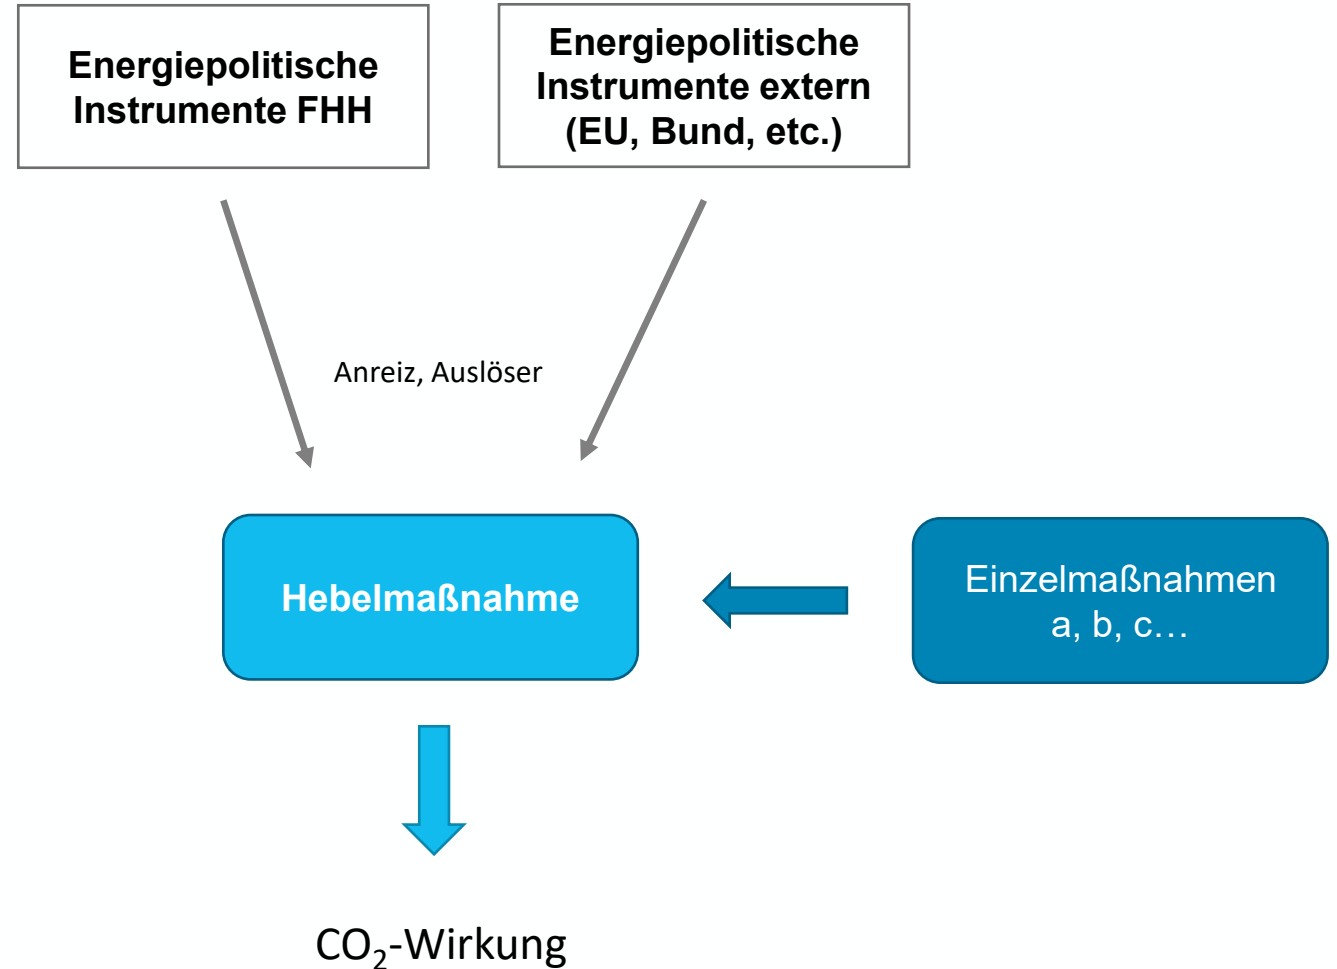 Energiepolitische
Instrumente FHH
Energiepolitische
Instrumente extern
(EU, Bund, etc.)
Anreiz, Auslöser
Hebelmaßnahme
Einzelmaßnahmen
a, b, c…
CO₂-Wirkung